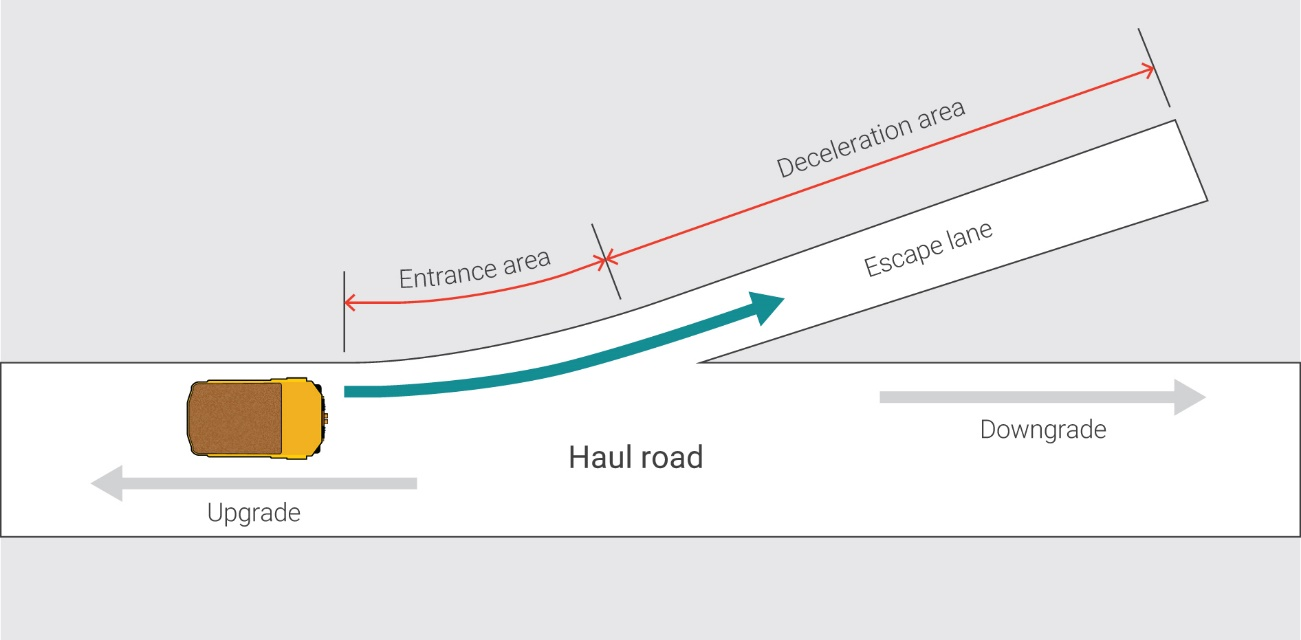 Deceleration area
Entrance area
Escape lane
Downgrade
Haul road
Upgrade